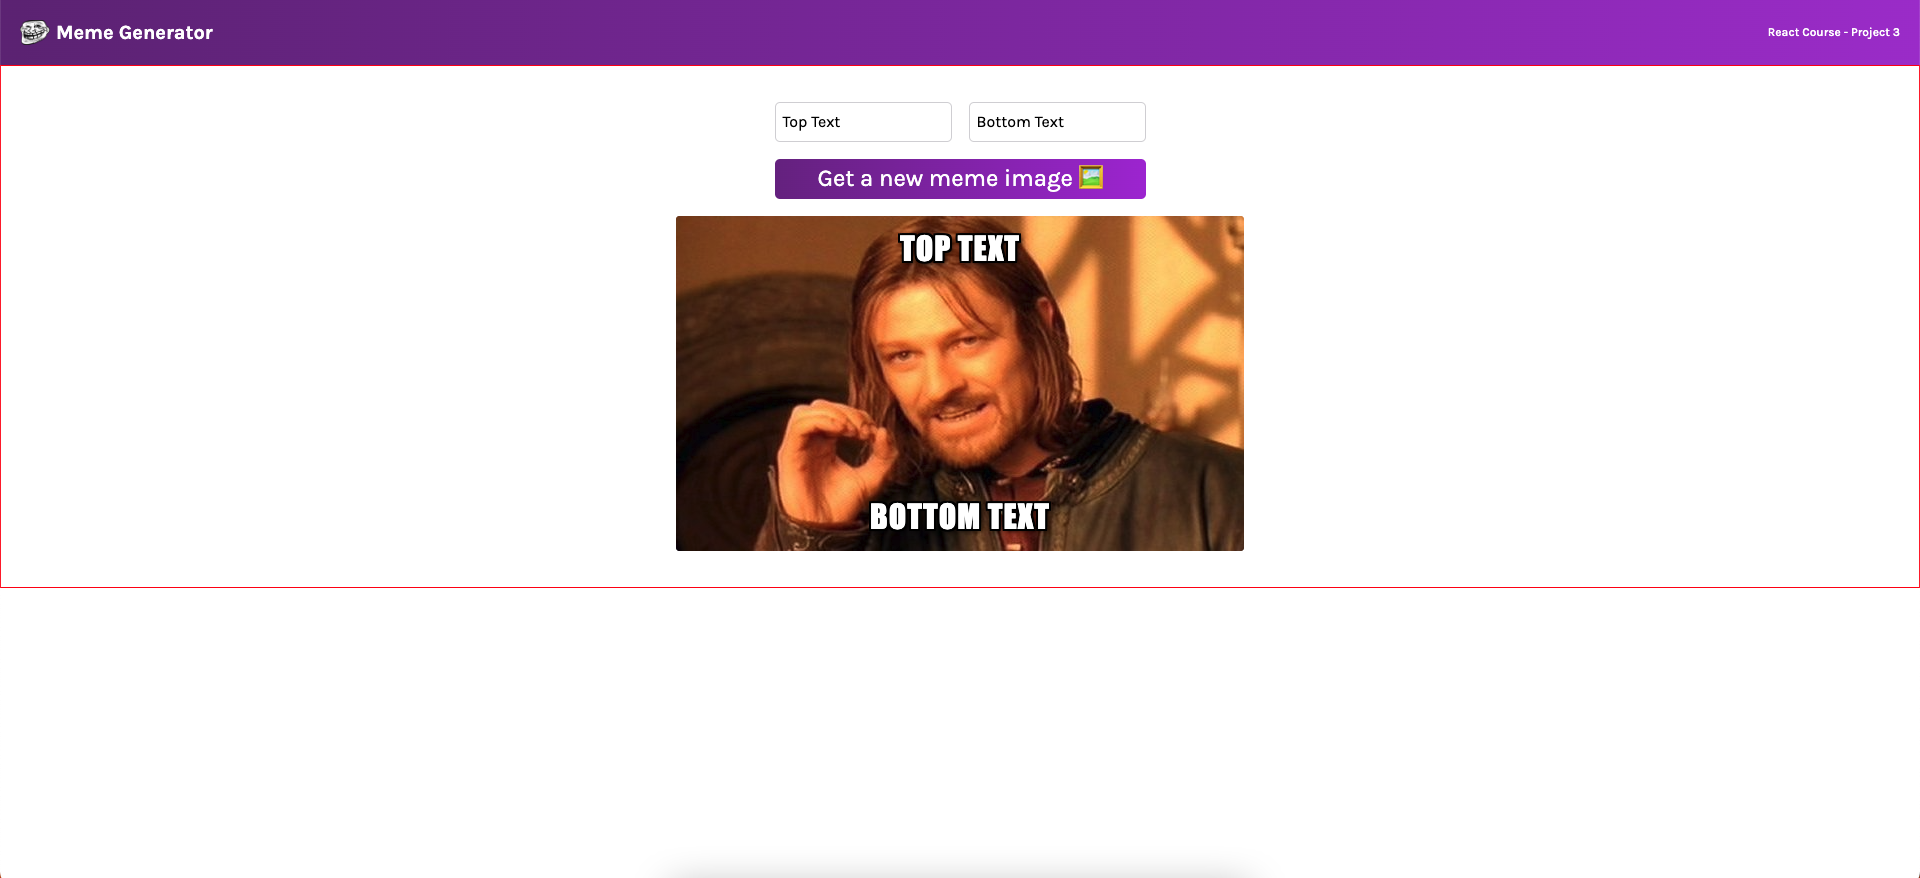 Meme Generator
React Course - Project 3
Top Text
Bottom Text
Get a new meme image
TOP TEXT
BOTTOM TEXT